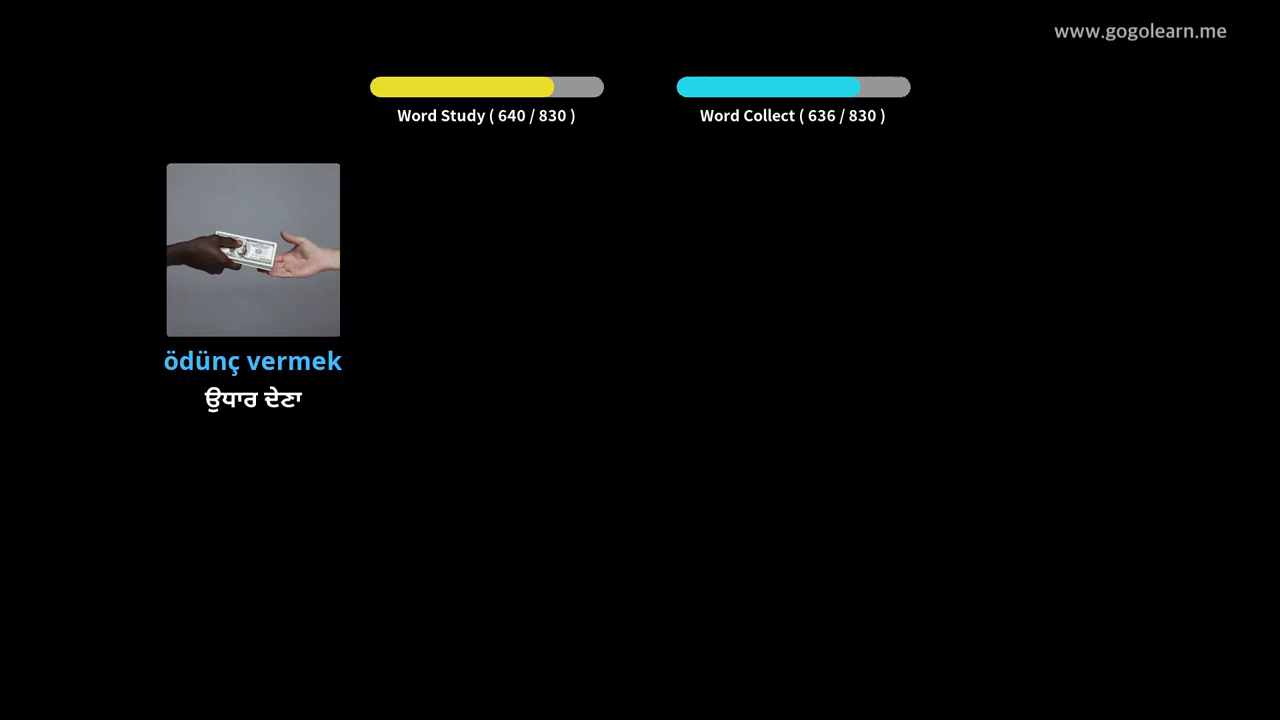 www.gogolearn.me
Word Study ( 640 / 830 )
Word Collect ( 636 / 830 )
ödünç vermek
ਉਧਾਰ ਦੇਣਾ